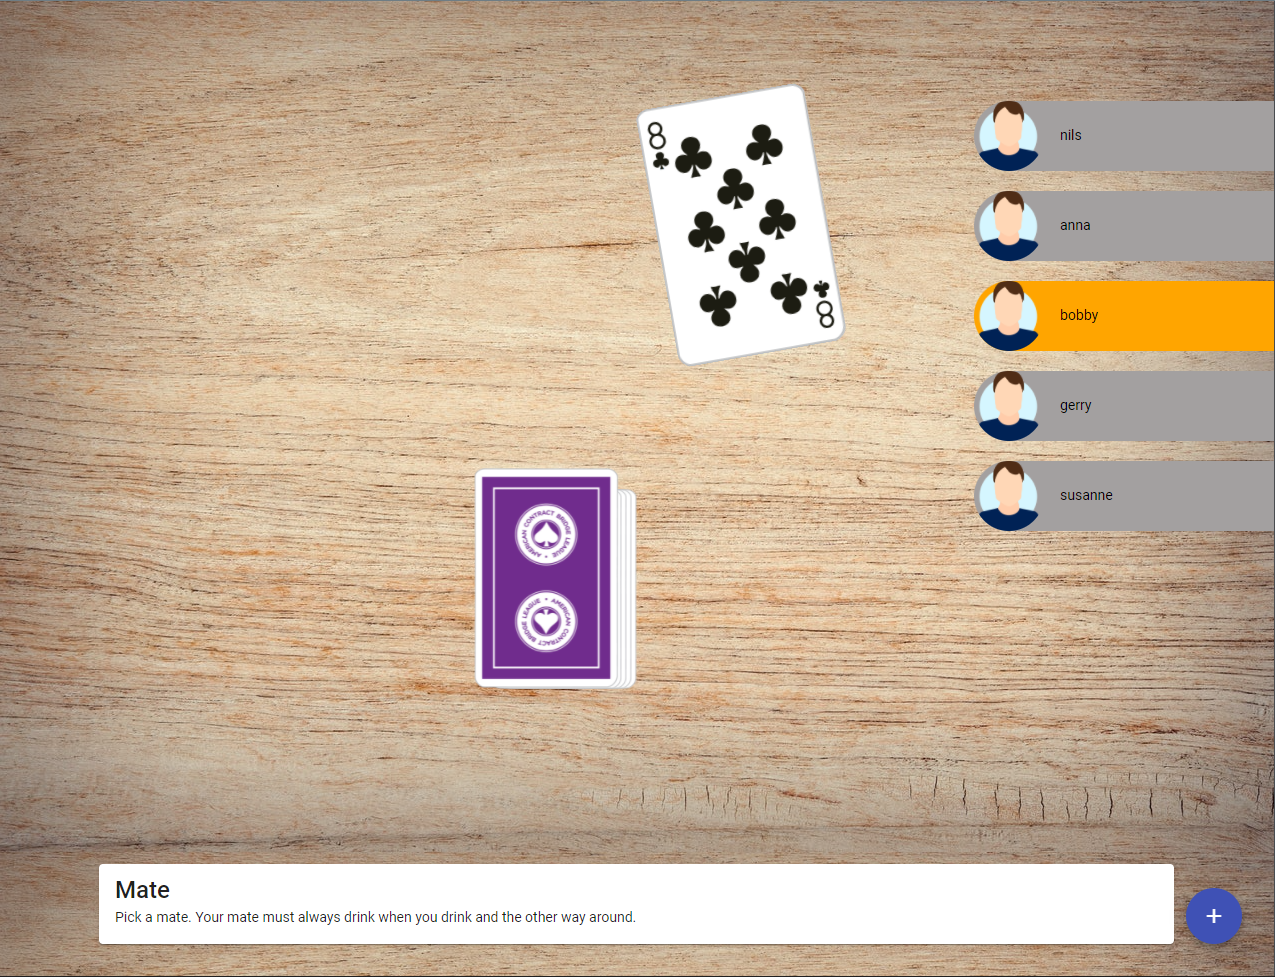 8
8
nils
anna
bobby
gerry
susanne
AMERICAN CONTRACT BRIDGE LEAGUE
AMERICAN CONTRACT BRIDGE LEAGUE
Mate
Pick a mate. Your mate must always drink when you drink and the other way around.
+